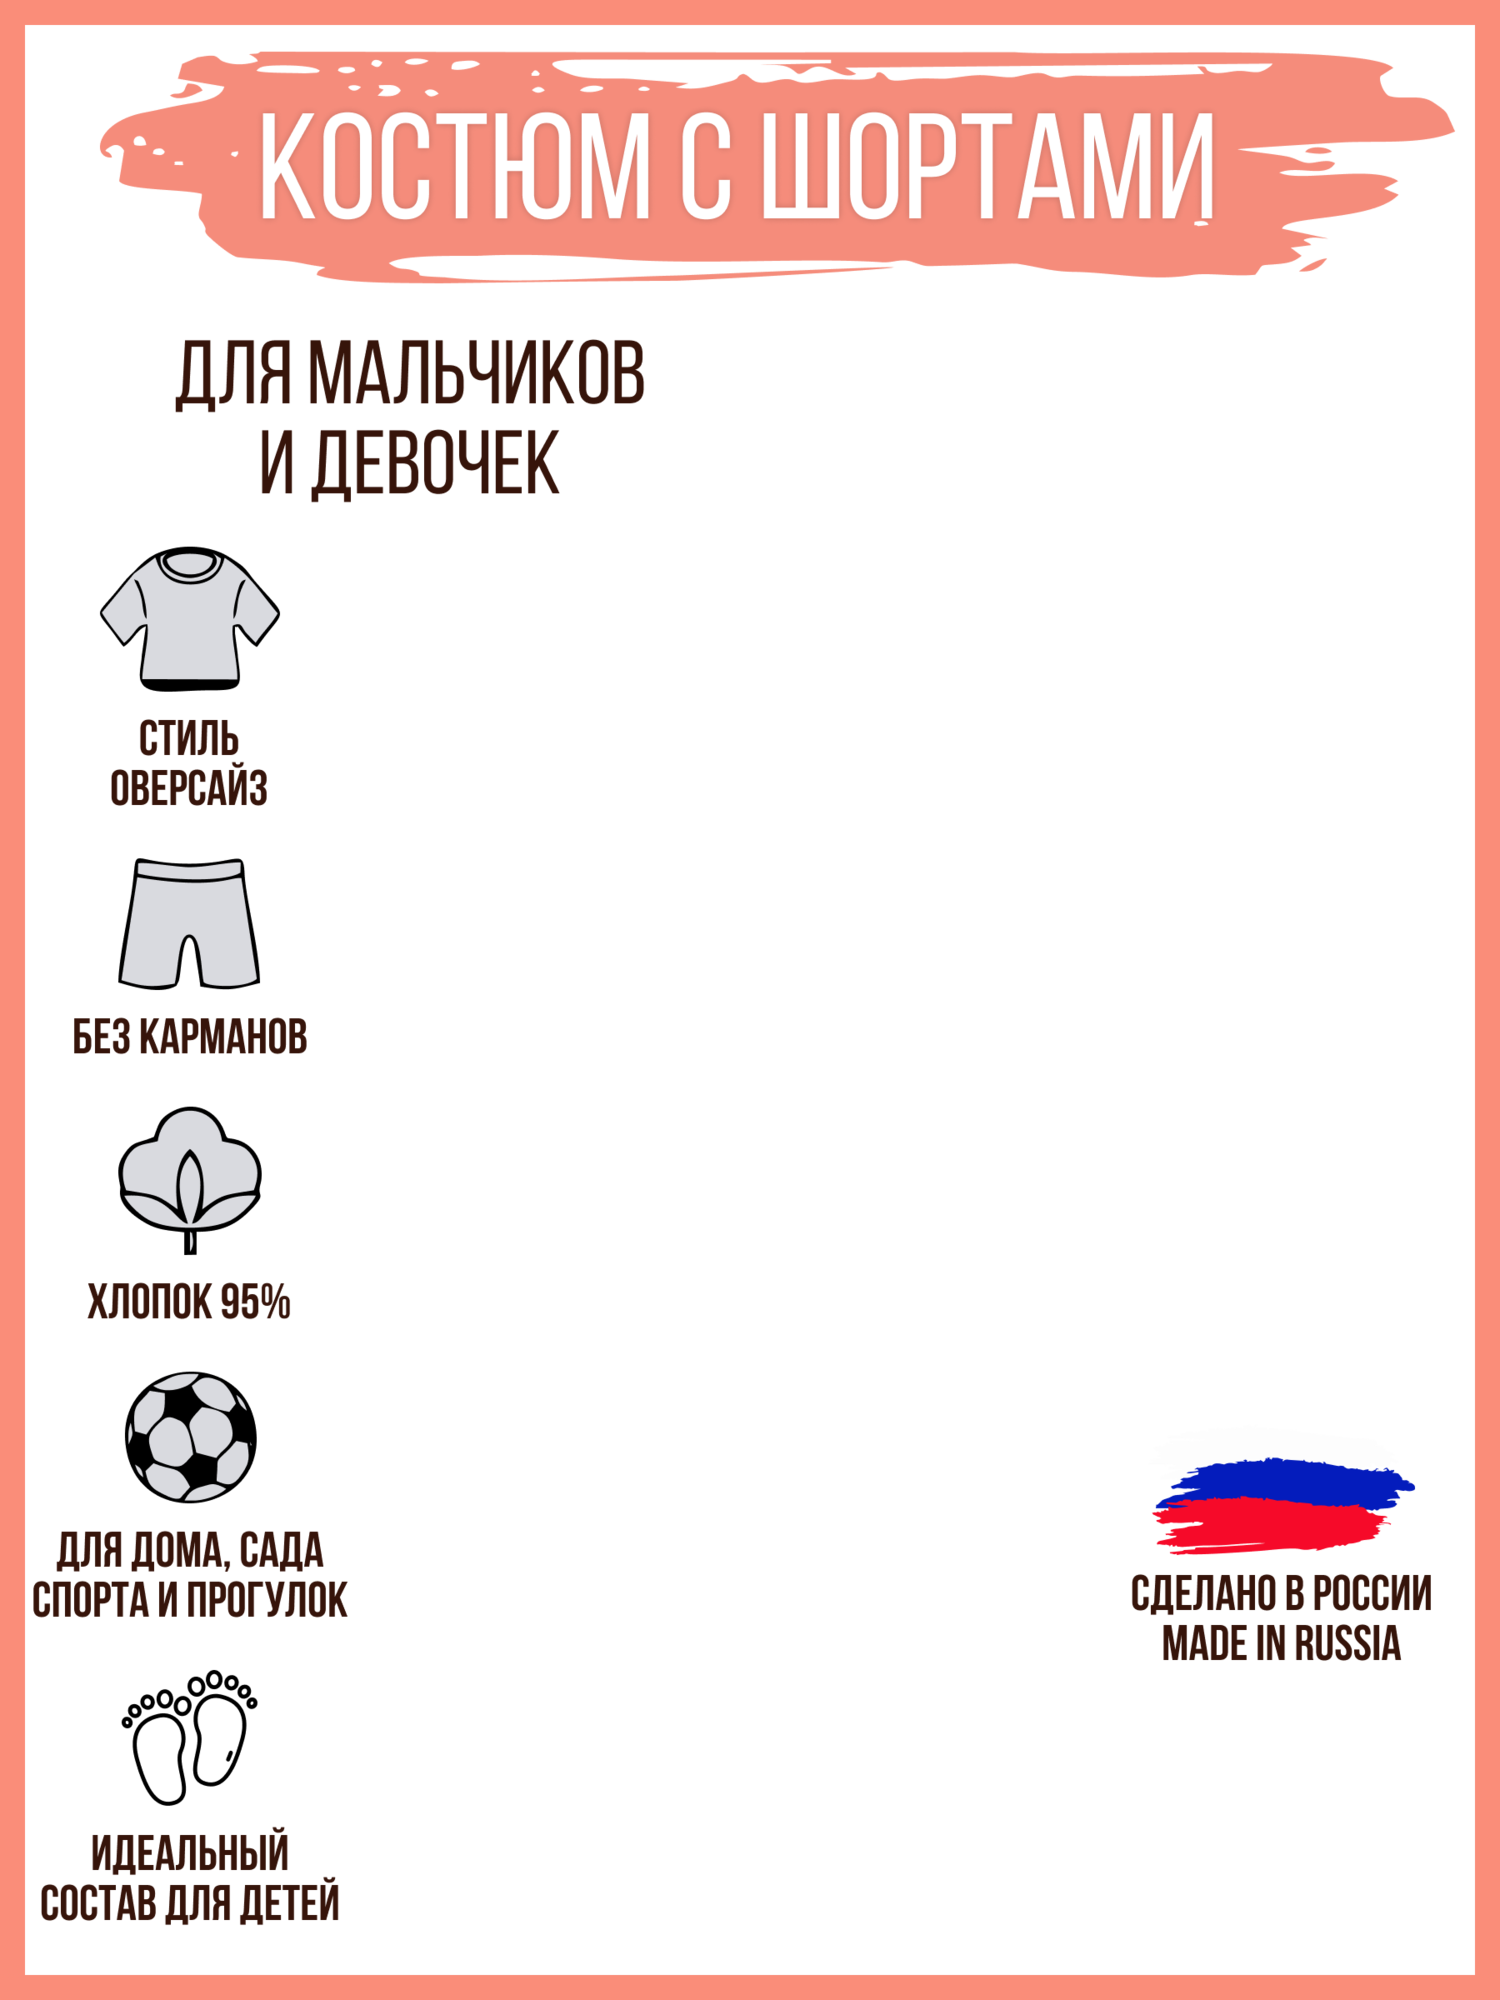 КОСТЮМ С ШОРТАМИ
ДЛЯ МАЛЬЧИКОВ
И ДЕВОЧЕК
СТИЛЬ
ОВЕРСАЙЗ
БЕЗ КАРМАНОВ
ХЛОПОК 95%
ДЛЯ ДОМА, САДА
СПОРТА И ПРОГУЛОК
ИДЕАЛЬНЫЙ
СОСТАВ ДЛЯ ДЕТЕЙ
СДЕЛАНО В РОССИИ
MADE IN RUSSIA